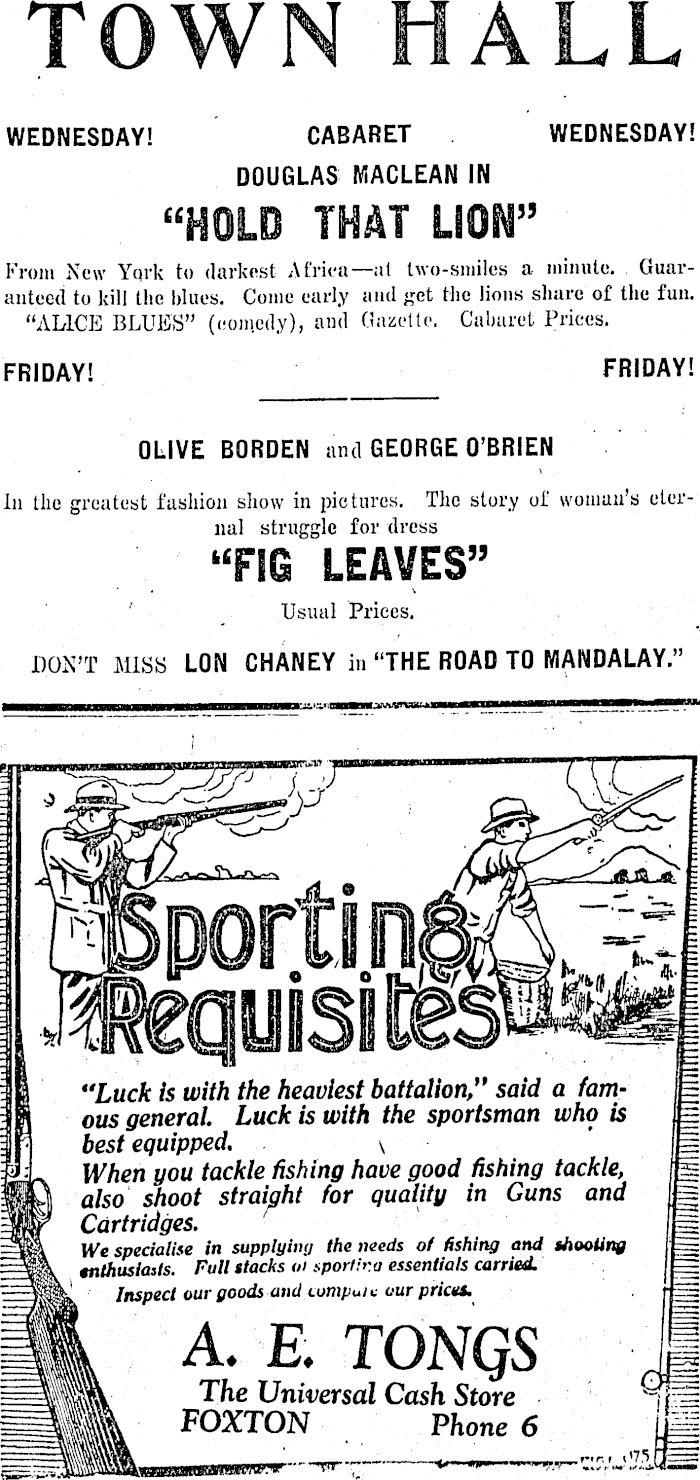 TOWN HALL
WEDNESDAY! CABARET WEDNESDAY!
DOUGLAS MACLEAN IN
“HOLD THAT LION”
From New York to darkest Africa—at two-smiles a minute. Guar-
anteed to kill the blues. Come early and get the lions share of the fun.
“ALICE BLUES” (comedy), and Gazette. Cabaret Prices.
FRIDAY! FRIDAY!
OLIVE BORDEN and GEORGE O'BRIEN
In the greatest fashion show in pictures. The story of woman's eter-
nal struggle for dress
“FIG LEAVES”
Usual Prices.
DON'T MISS LON CHANEY in “THE ROAD TO MANDALAY.”
Sporting
Requisites
“Luck is with the heaviest battalion,” said a fam-
ous general. Luck is with the sportsman who is
best equipped.
When you tackle fishing have good fishing tackle,
also shoot straight for quality in Guns and
Cartridges.
We specialise in supplying the needs of fishing and shooting
enthusiasts. Full stacks of sporting essentials carried.
Inspect our goods and compare our prices.
A. E. TONGS
The Universal Cash Store
FOXTON Phone 6
175